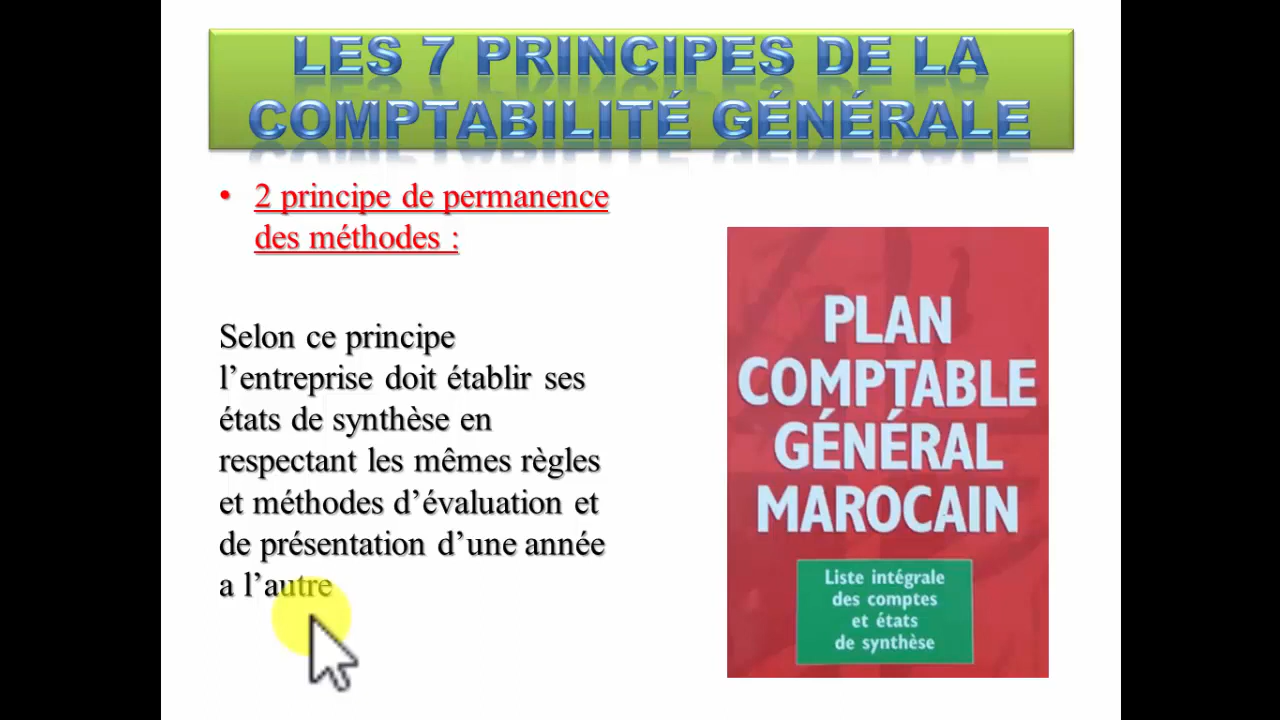 LES 7 PRINCIPES DE LA
COMPTABILITÉ GÉNÉRALE
• 2 principe de permanence
des méthodes :
Selon ce principe
l’entreprise doit établir ses
états de synthèse en
respectant les mêmes règles
et méthodes d’évaluation et
de présentation d’une année
a l’autre
PLAN
COMPTABLE
GÉNÉRAL
MAROCAIN
Liste intégrale
des comptes
et états
de synthèse